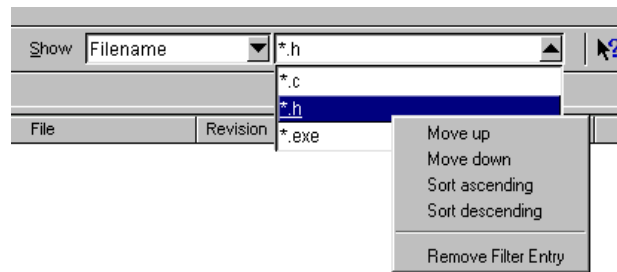 Show Filename *.h
*.c
*.h
File Revision *.exe
Move up
Move down
Sort ascending
Sort descending
Remove Filter Entry